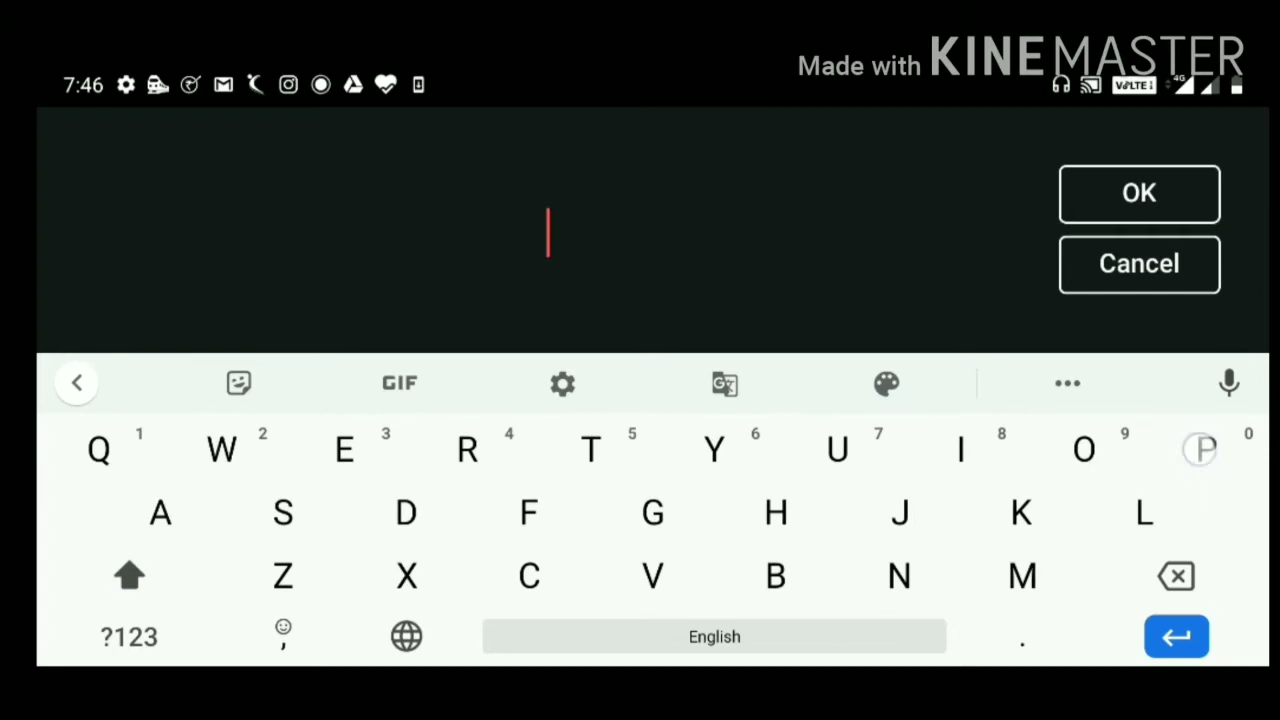 Made with KINEMASTER
7:46
VoLTE 4G
OK
Cancel
GIF
Q 1 W 2 E 3 R 4 T 5 Y 6 U 7 I 8 O 9 P 0
A S D F G H J K L
Z X C V B N M
?123 , English .